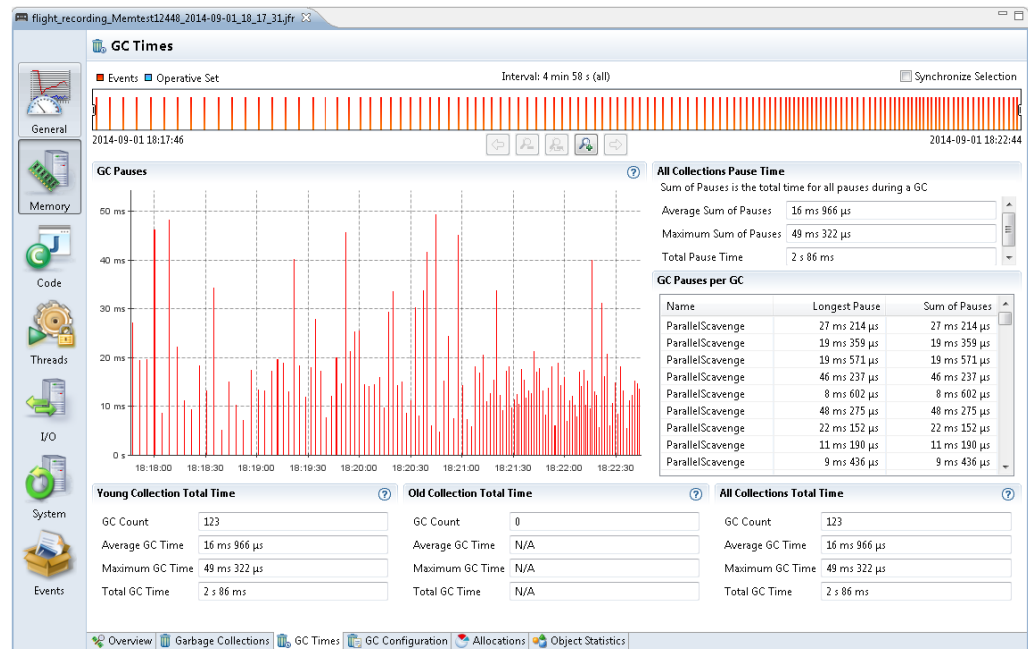 flight_recording_Memtest12448_2014-09-01_18_17_31.jfr
GC Times
General
Memory
Code
Threads
I/O
System
Events
Events Operative Set
Interval: 4 min 58 s (all)
Synchronize Selection
2014-09-01 18:17:46
2014-09-01 18:22:44
GC Pauses
50 ms
40 ms
30 ms
20 ms
10 ms
0 s
18:18:00 18:18:30 18:19:00 18:19:30 18:20:00 18:20:30 18:21:00 18:21:30 18:22:00 18:22:30
All Collections Pause Time
Sum of Pauses is the total time for all pauses during a GC
Average Sum of Pauses 16 ms 966 µs
Maximum Sum of Pauses 49 ms 322 µs
Total Pause Time 2 s 86 ms
GC Pauses per GC
Name Longest Pause Sum of Pauses
ParallelScavenge 27 ms 214 µs 27 ms 214 µs
ParallelScavenge 19 ms 359 µs 19 ms 359 µs
ParallelScavenge 19 ms 571 µs 19 ms 571 µs
ParallelScavenge 46 ms 237 µs 46 ms 237 µs
ParallelScavenge 8 ms 602 µs 8 ms 602 µs
ParallelScavenge 48 ms 275 µs 48 ms 275 µs
ParallelScavenge 22 ms 152 µs 22 ms 152 µs
ParallelScavenge 11 ms 190 µs 11 ms 190 µs
ParallelScavenge 9 ms 436 µs 9 ms 436 µs
Young Collection Total Time
GC Count 123
Average GC Time 16 ms 966 µs
Maximum GC Time 49 ms 322 µs
Total GC Time 2 s 86 ms
Old Collection Total Time
GC Count 0
Average GC Time N/A
Maximum GC Time N/A
Total GC Time N/A
All Collections Total Time
GC Count 123
Average GC Time 16 ms 966 µs
Maximum GC Time 49 ms 322 µs
Total GC Time 2 s 86 ms
Overview Garbage Collections GC Times GC Configuration Allocations Object Statistics